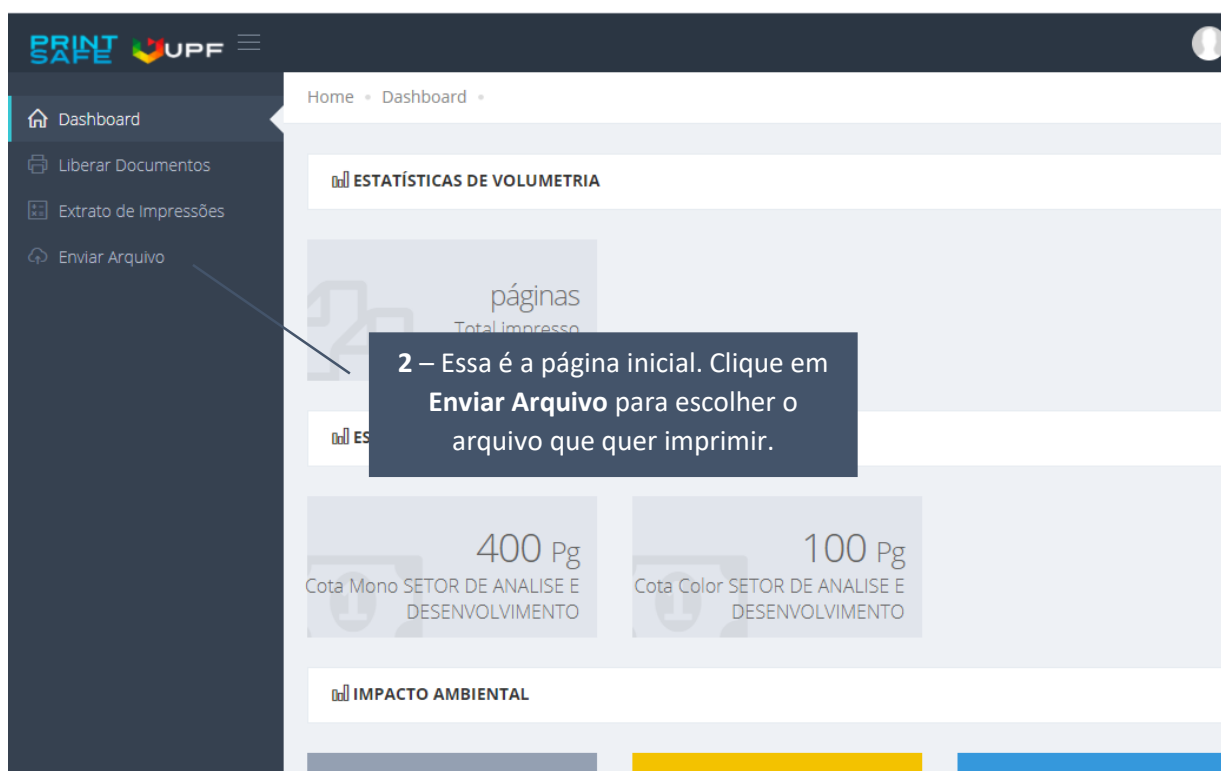 PRINT SAFE UPF
Home • Dashboard •
Dashboard
Liberar Documentos
Extrato de Impressões
Enviar Arquivo
ESTATÍSTICAS DE VOLUMETRIA
páginas
Total impresso
2 – Essa é a página inicial. Clique em
Enviar Arquivo para escolher o
arquivo que quer imprimir.
400 Pg
Cota Mono SETOR DE ANALISE E
DESENVOLVIMENTO
100 Pg
Cota Color SETOR DE ANALISE E
DESENVOLVIMENTO
IMPACTO AMBIENTAL